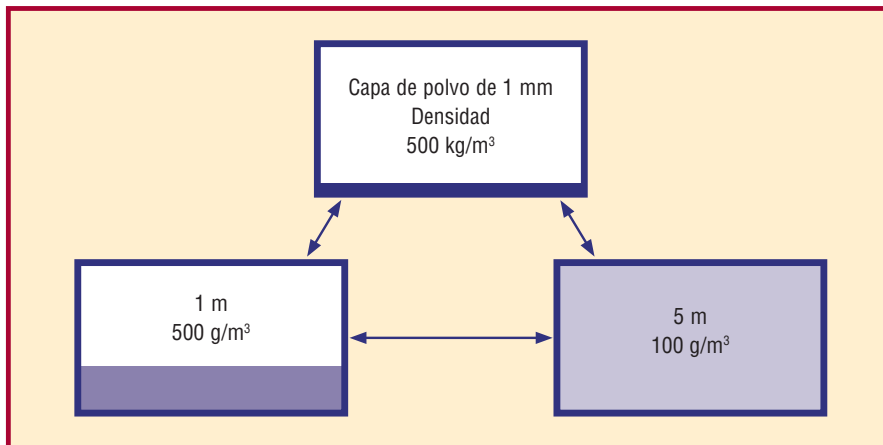 Capa de polvo de 1 mm
Densidad
500 kg/m³
1 m
500 g/m³
5 m
100 g/m³